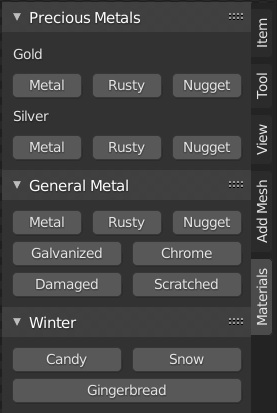 Precious Metals
Gold
Metal Rusty Nugget
Silver
Metal Rusty Nugget
General Metal
Metal Rusty Nugget
Galvanized Chrome
Damaged Scratched
Winter
Candy Snow
Gingerbread
Item
Tool
View
Add Mesh
Materials